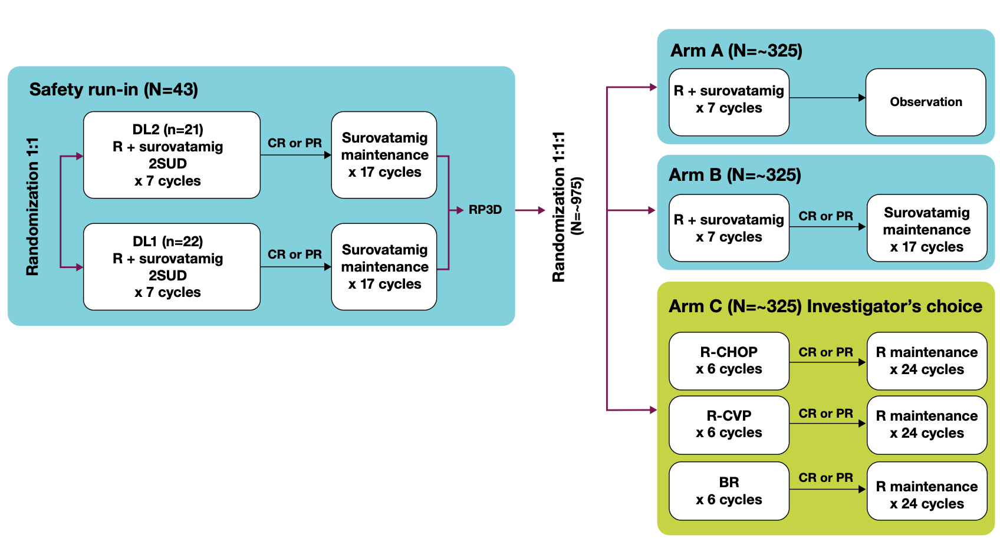 Safety run-in (N=43)
Randomization 1:1
DL2 (n=21)
R + surovatamig
2SUD
x 7 cycles
CR or PR
Surovatamig
maintenance
x 17 cycles
DL1 (n=22)
R + surovatamig
2SUD
x 7 cycles
CR or PR
Surovatamig
maintenance
x 17 cycles
RP3D
Randomization 1:1:1
(N=~975)
Arm A (N=~325)
R + surovatamig
x 7 cycles
Observation
Arm B (N=~325)
R + surovatamig
x 7 cycles
CR or PR
Surovatamig
maintenance
x 17 cycles
Arm C (N=~325) Investigator’s choice
R-CHOP
x 6 cycles
CR or PR
R maintenance
x 24 cycles
R-CVP
x 6 cycles
CR or PR
R maintenance
x 24 cycles
BR
x 6 cycles
CR or PR
R maintenance
x 24 cycles